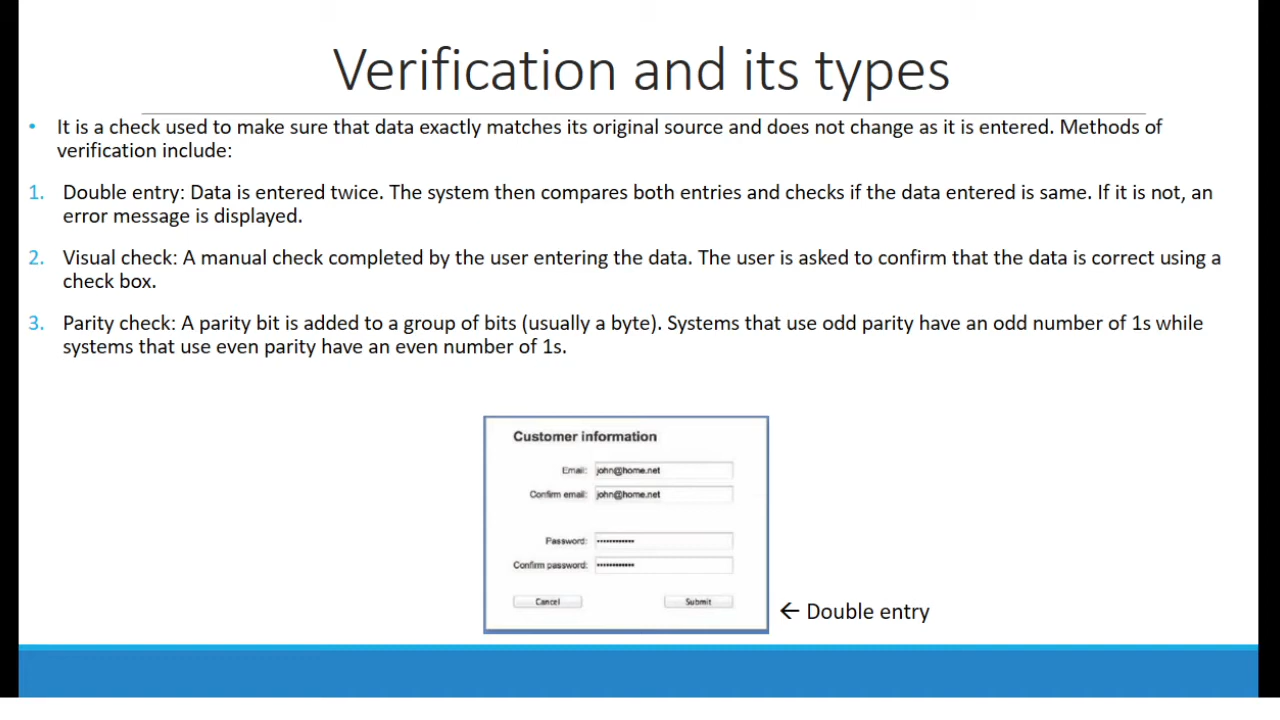 Verification and its types
• It is a check used to make sure that data exactly matches its original source and does not change as it is entered. Methods of
verification include:
1. Double entry: Data is entered twice. The system then compares both entries and checks if the data entered is same. If it is not, an
error message is displayed.
2. Visual check: A manual check completed by the user entering the data. The user is asked to confirm that the data is correct using a
check box.
3. Parity check: A parity bit is added to a group of bits (usually a byte). Systems that use odd parity have an odd number of 1s while
systems that use even parity have an even number of 1s.
Customer information
Email: john@home.net
Confirm email: john@home.net
Password: ••••••••••••
Confirm password: ••••••••••••
Cancel Submit
← Double entry